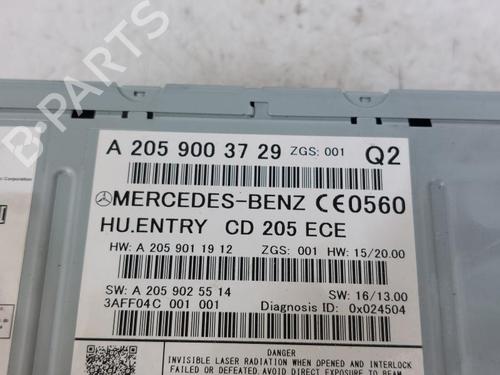 A 205 900 3729 ZGS: 001 Q2
MERCEDES-BENZ CE0560
HU.ENTRY CD 205 ECE
HW: A 205 901 19 12 ZGS: 001 HW: 15/20.00
SW: A 205 902 55 14 SW: 16/13.00
3AFF04C 001 001 Diagnosis ID: 0x024504
Corporation
DANGER
INVISIBLE LASER RADIATION WHEN OPENED AND INTERLOCK
FAILED OR DEFEATED. AVOID DIRECT EXPOSURE TO BEAM.
B-PARTS